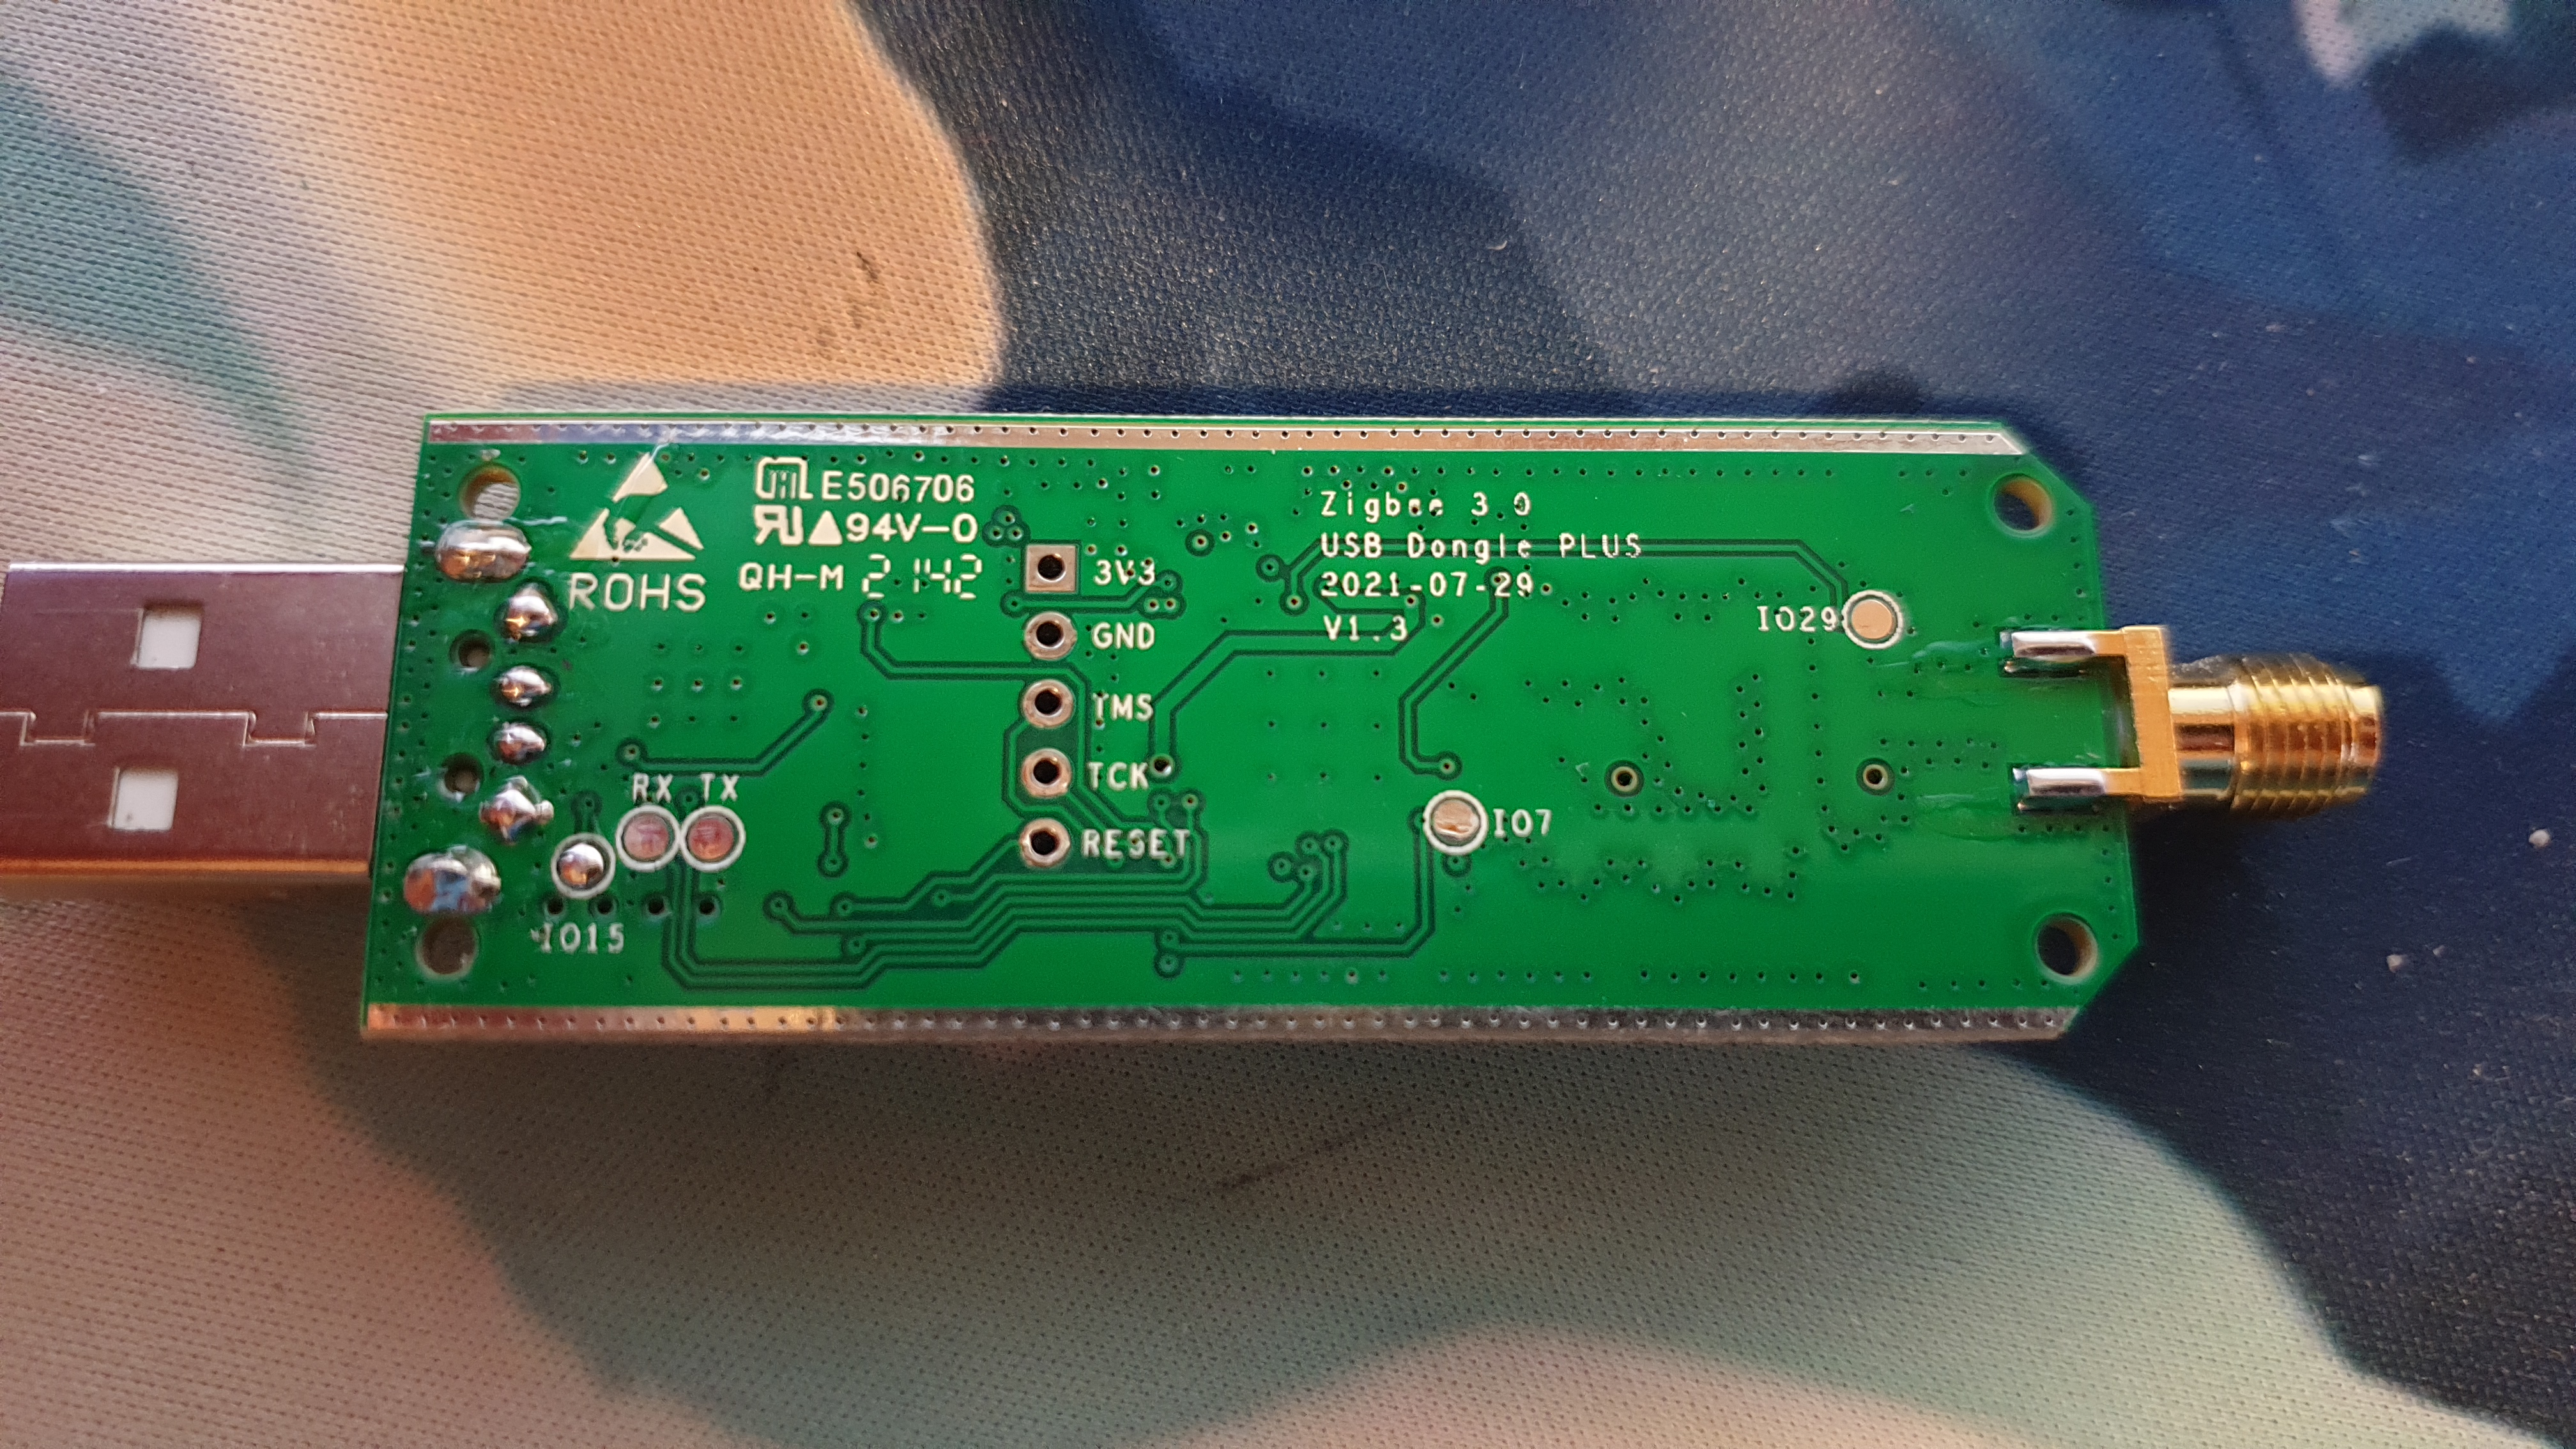 E506706
94V-0
QH-M 2142
ROHS
Zigbee 3.0
USB Dongle PLUS
2021-07-29
V1.3
3V3
GND
TMS
TCK
RESET
IO29
IO7
RX TX
IO15